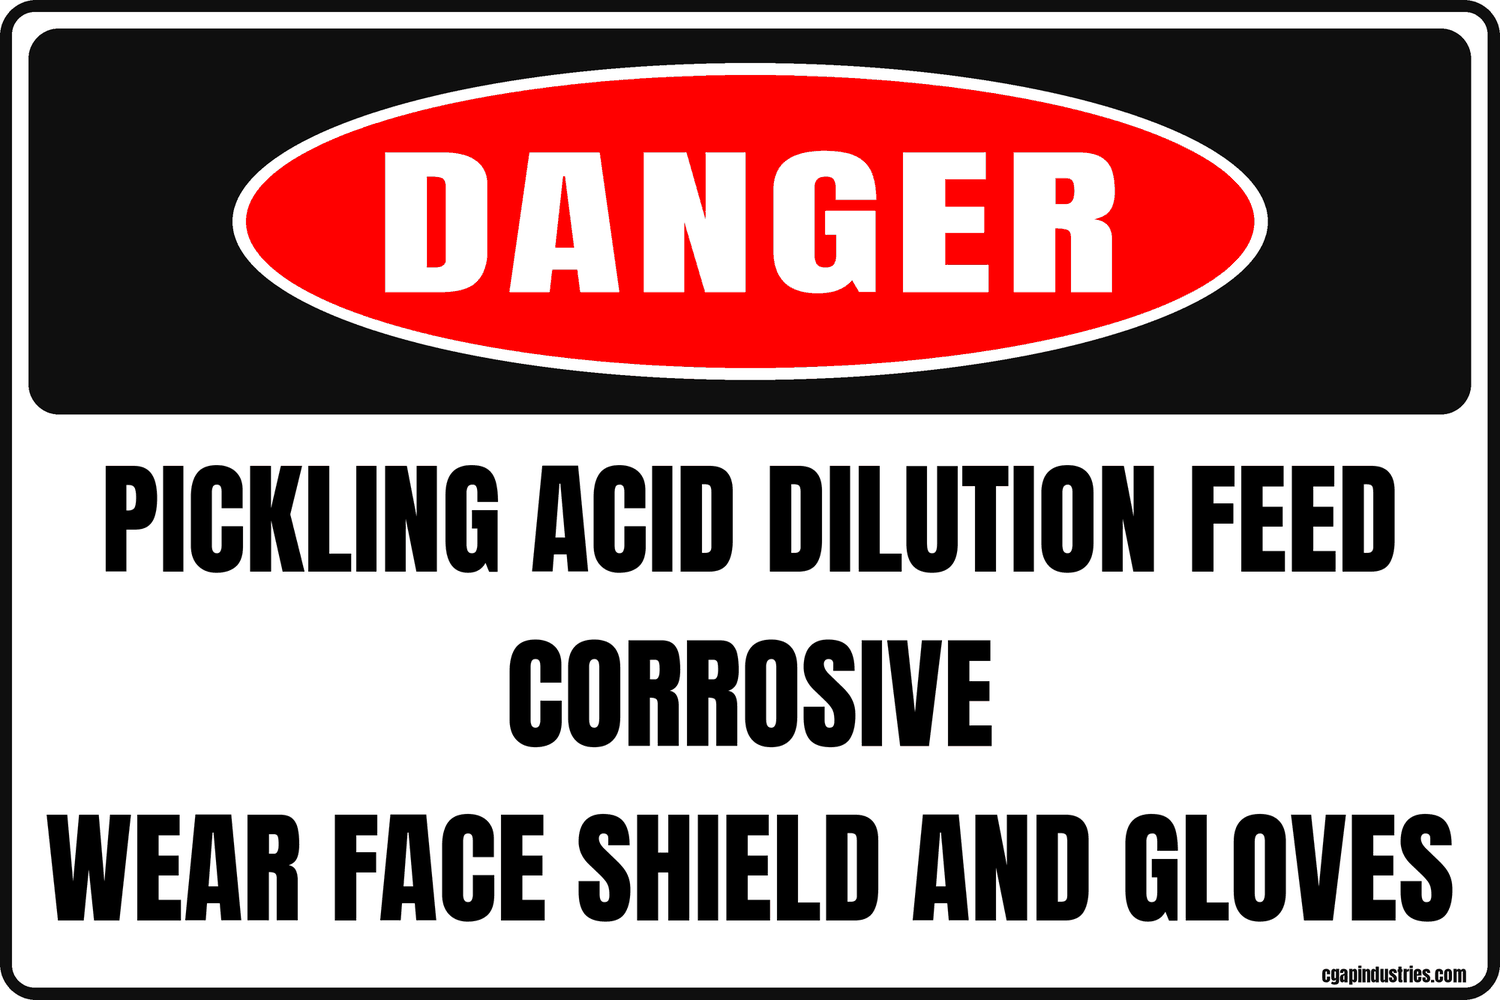 DANGER
PICKLING ACID DILUTION FEED
CORROSIVE
WEAR FACE SHIELD AND GLOVES
cgapindustries.com